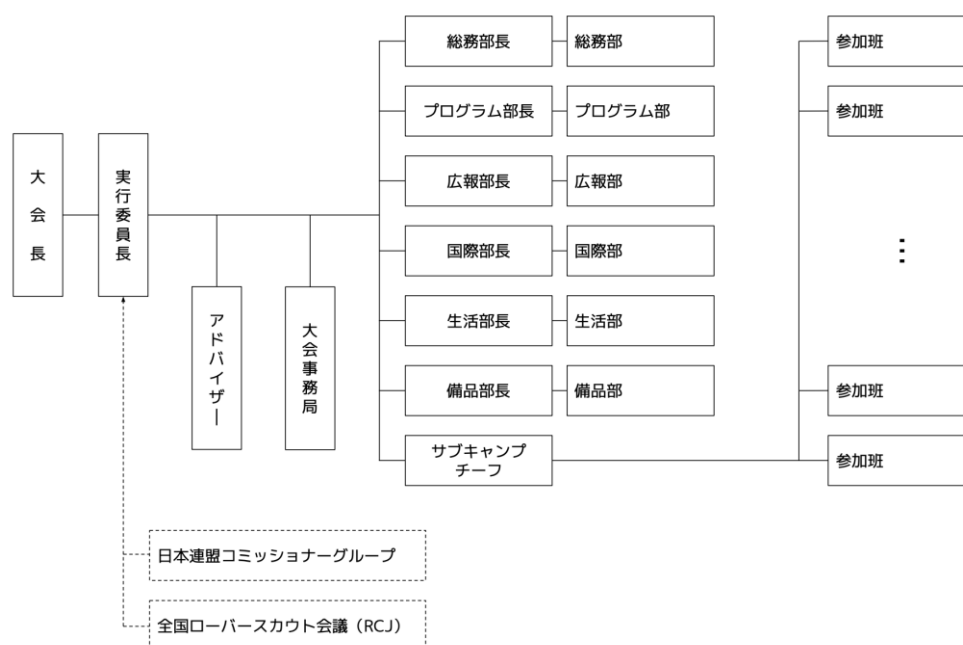 大会長
実行委員長
アドバイザー
大会事務局
総務部長
総務部
プログラム部長
プログラム部
広報部長
広報部
国際部長
国際部
生活部長
生活部
備品部長
備品部
サブキャンプ
チーフ
参加班
参加班
⋮
参加班
参加班
日本連盟コミッショナーグループ
全国ローバースカウト会議（RCJ）